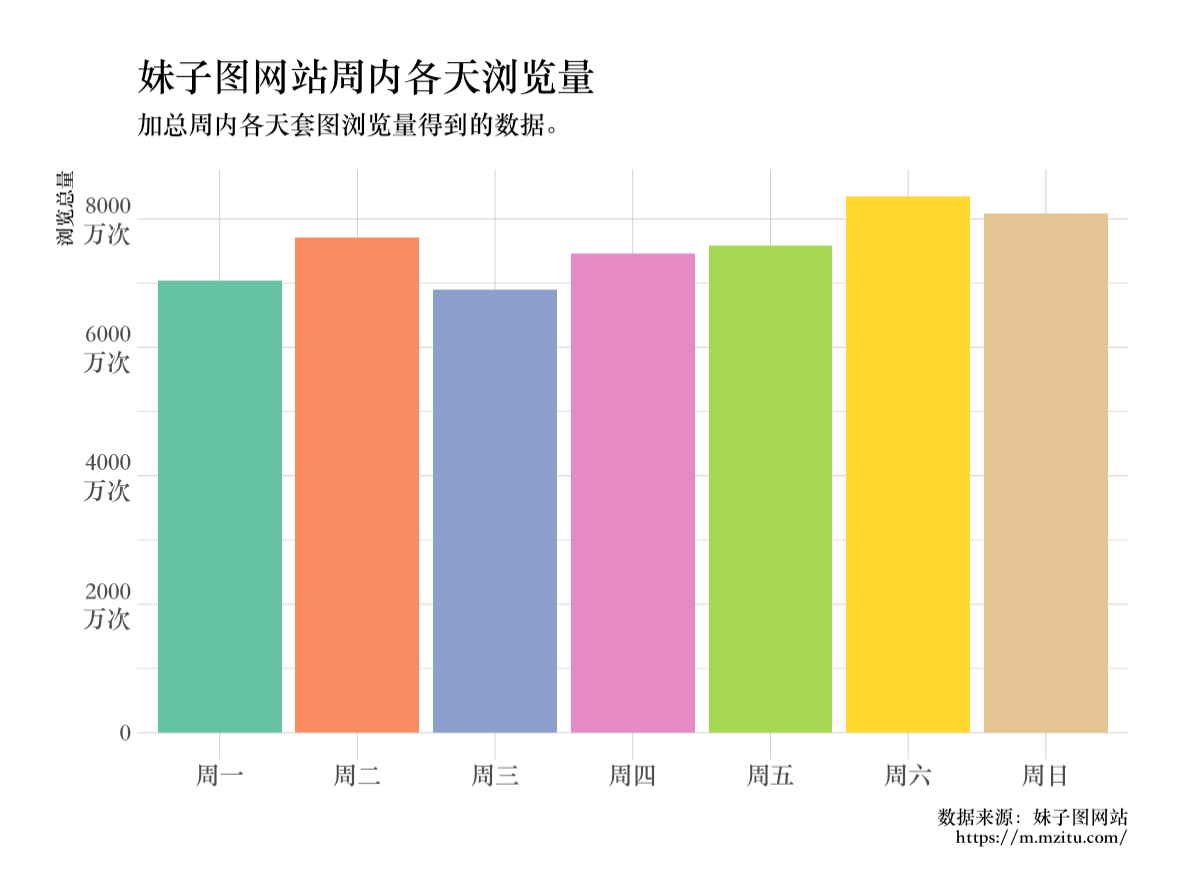 妹子图网站周内各天浏览量
加总周内各天套图浏览量得到的数据。
浏览总量
8000
万次
6000
万次
4000
万次
2000
万次
0
周一 周二 周三 周四 周五 周六 周日
数据来源：妹子图网站
https://m.mzitu.com/